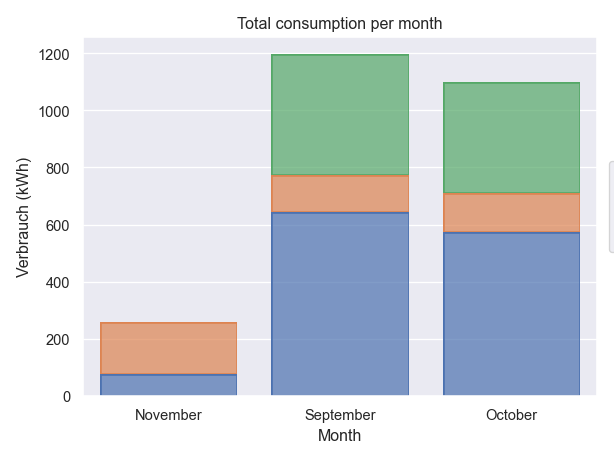 Total consumption per month
Verbrauch (kWh)
1200
1000
800
600
400
200
0
November
September
October
Month